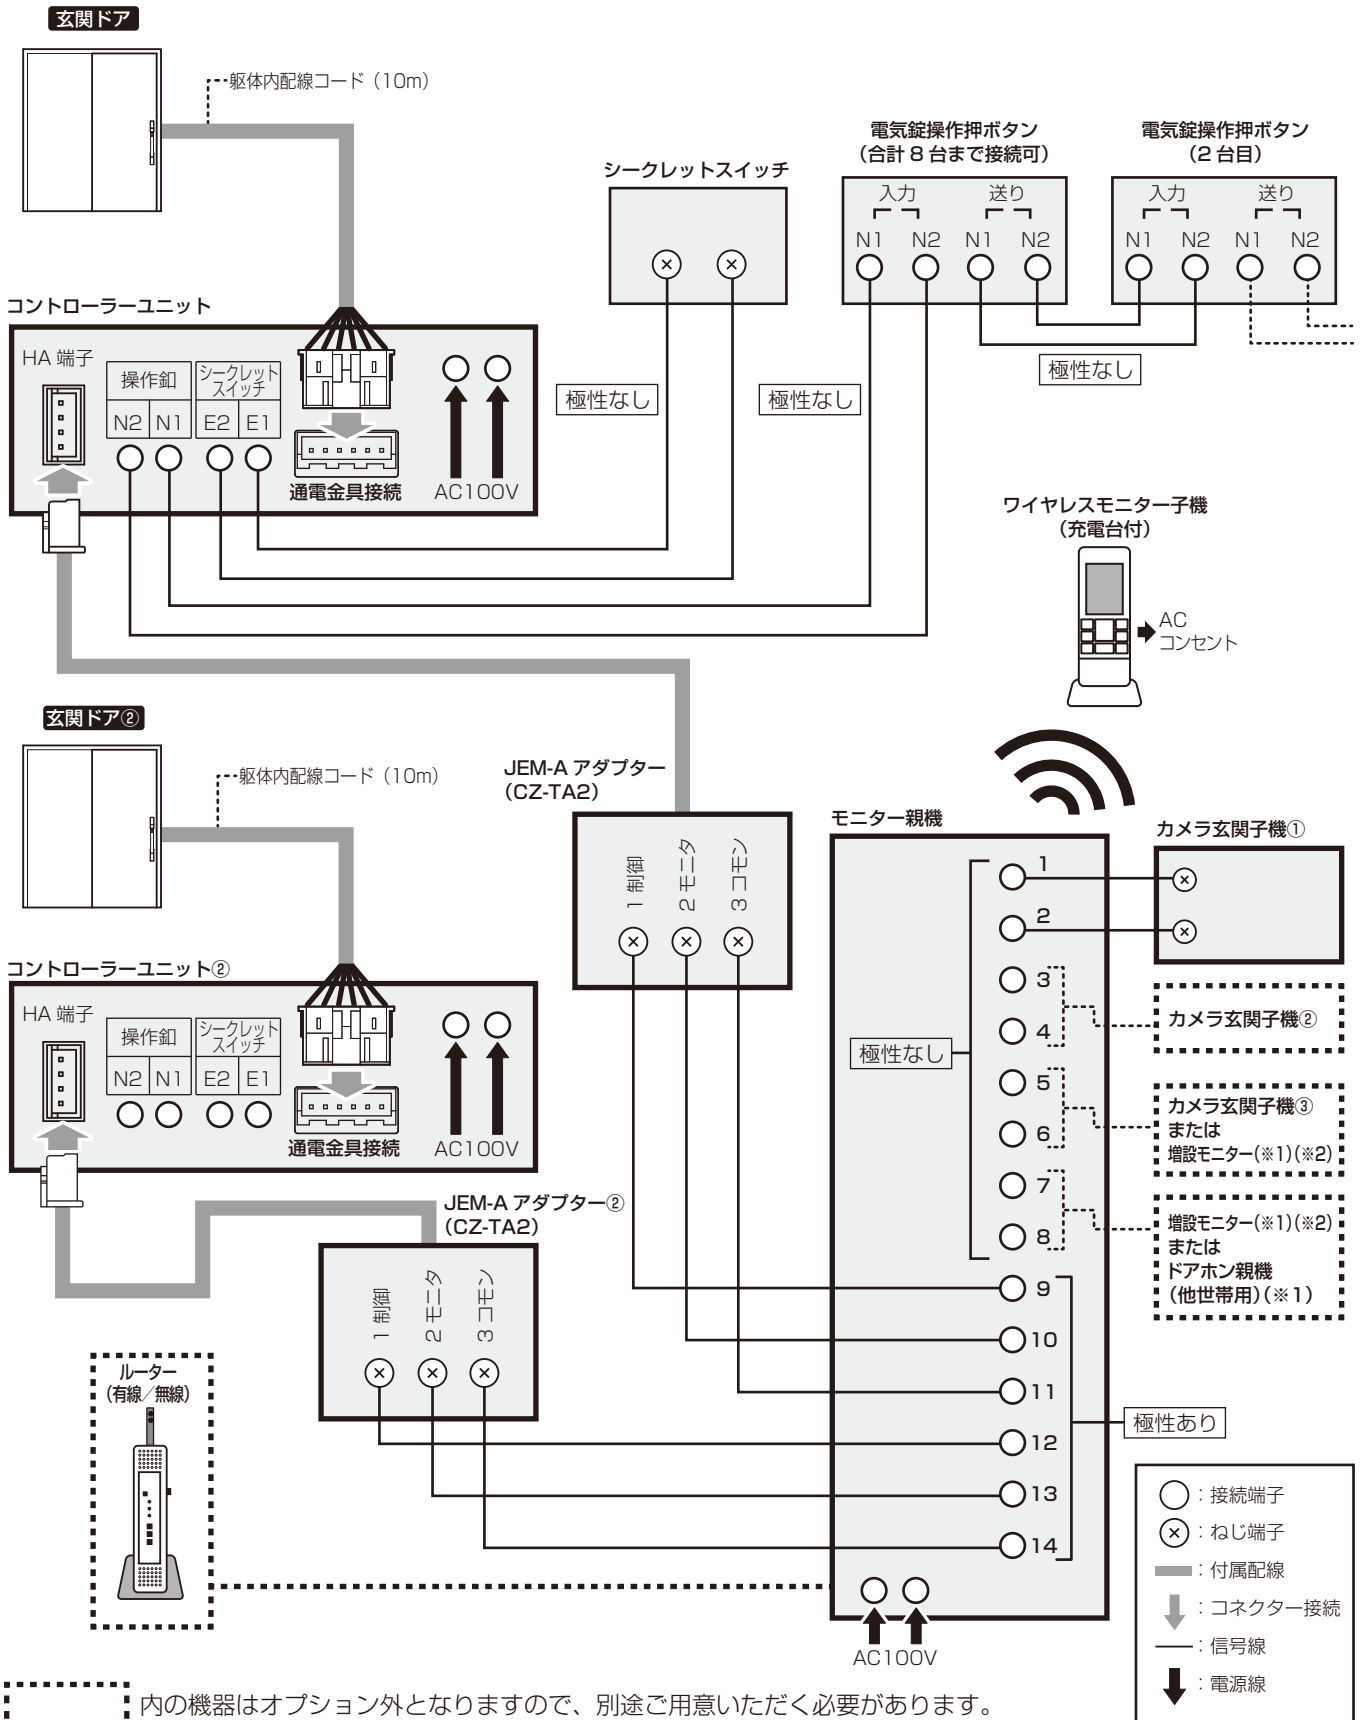 玄関ドア
躯体内配線コード（10m）
電気錠操作押ボタン
（合計 8 台まで接続可）
電気錠操作押ボタン
（2 台目）
シークレットスイッチ
入力
送り
入力
送り
N1 N2 N1 N2
N1 N2 N1 N2
コントローラーユニット
HA 端子
操作釦
シークレット
スイッチ
N2 N1
E2 E1
通電金具接続
AC100V
極性なし
極性なし
極性なし
ワイヤレスモニター子機
（充電台付）
AC
コンセント
玄関ドア②
躯体内配線コード（10m）
JEM-A アダプター
（CZ-TA2）
1 制御
2 モニタ
3 コモン
モニター親機
カメラ玄関子機①
1
2
3
4
5
6
7
8
9
10
11
12
13
14
極性なし
カメラ玄関子機②
カメラ玄関子機③
または
増設モニター(※1)(※2)
増設モニター(※1)(※2)
または
ドアホン親機
（他世帯用）(※1)
コントローラーユニット②
HA 端子
操作釦
シークレット
スイッチ
N2 N1
E2 E1
通電金具接続
AC100V
JEM-A アダプター②
（CZ-TA2）
1 制御
2 モニタ
3 コモン
ルーター
（有線／無線）
極性あり
AC100V
：接続端子
：ねじ端子
：付属配線
：コネクター接続
：信号線
：電源線
内の機器はオプション外となりますので、別途ご用意いただく必要があります。